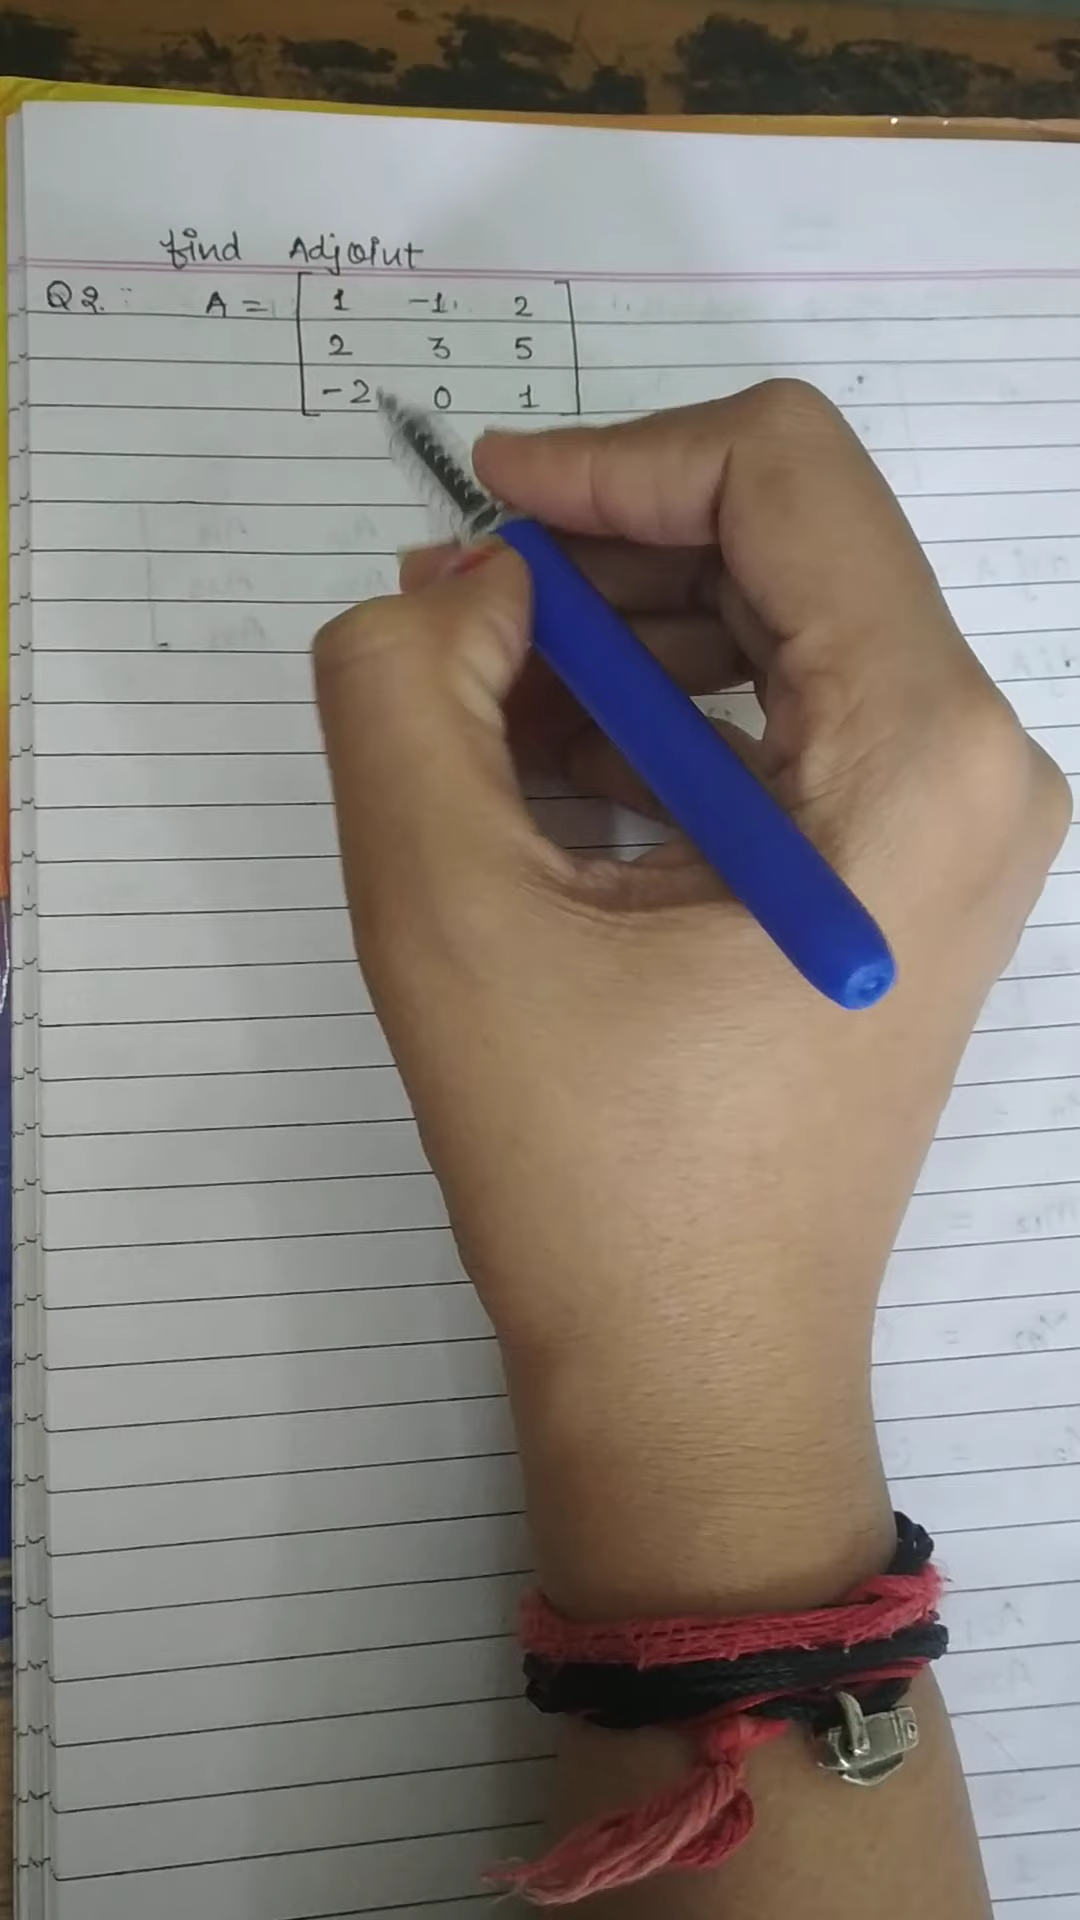 find Adjoint
Q2. : A = [ 1 -1 2
2 3 5
-2 0 1 ]